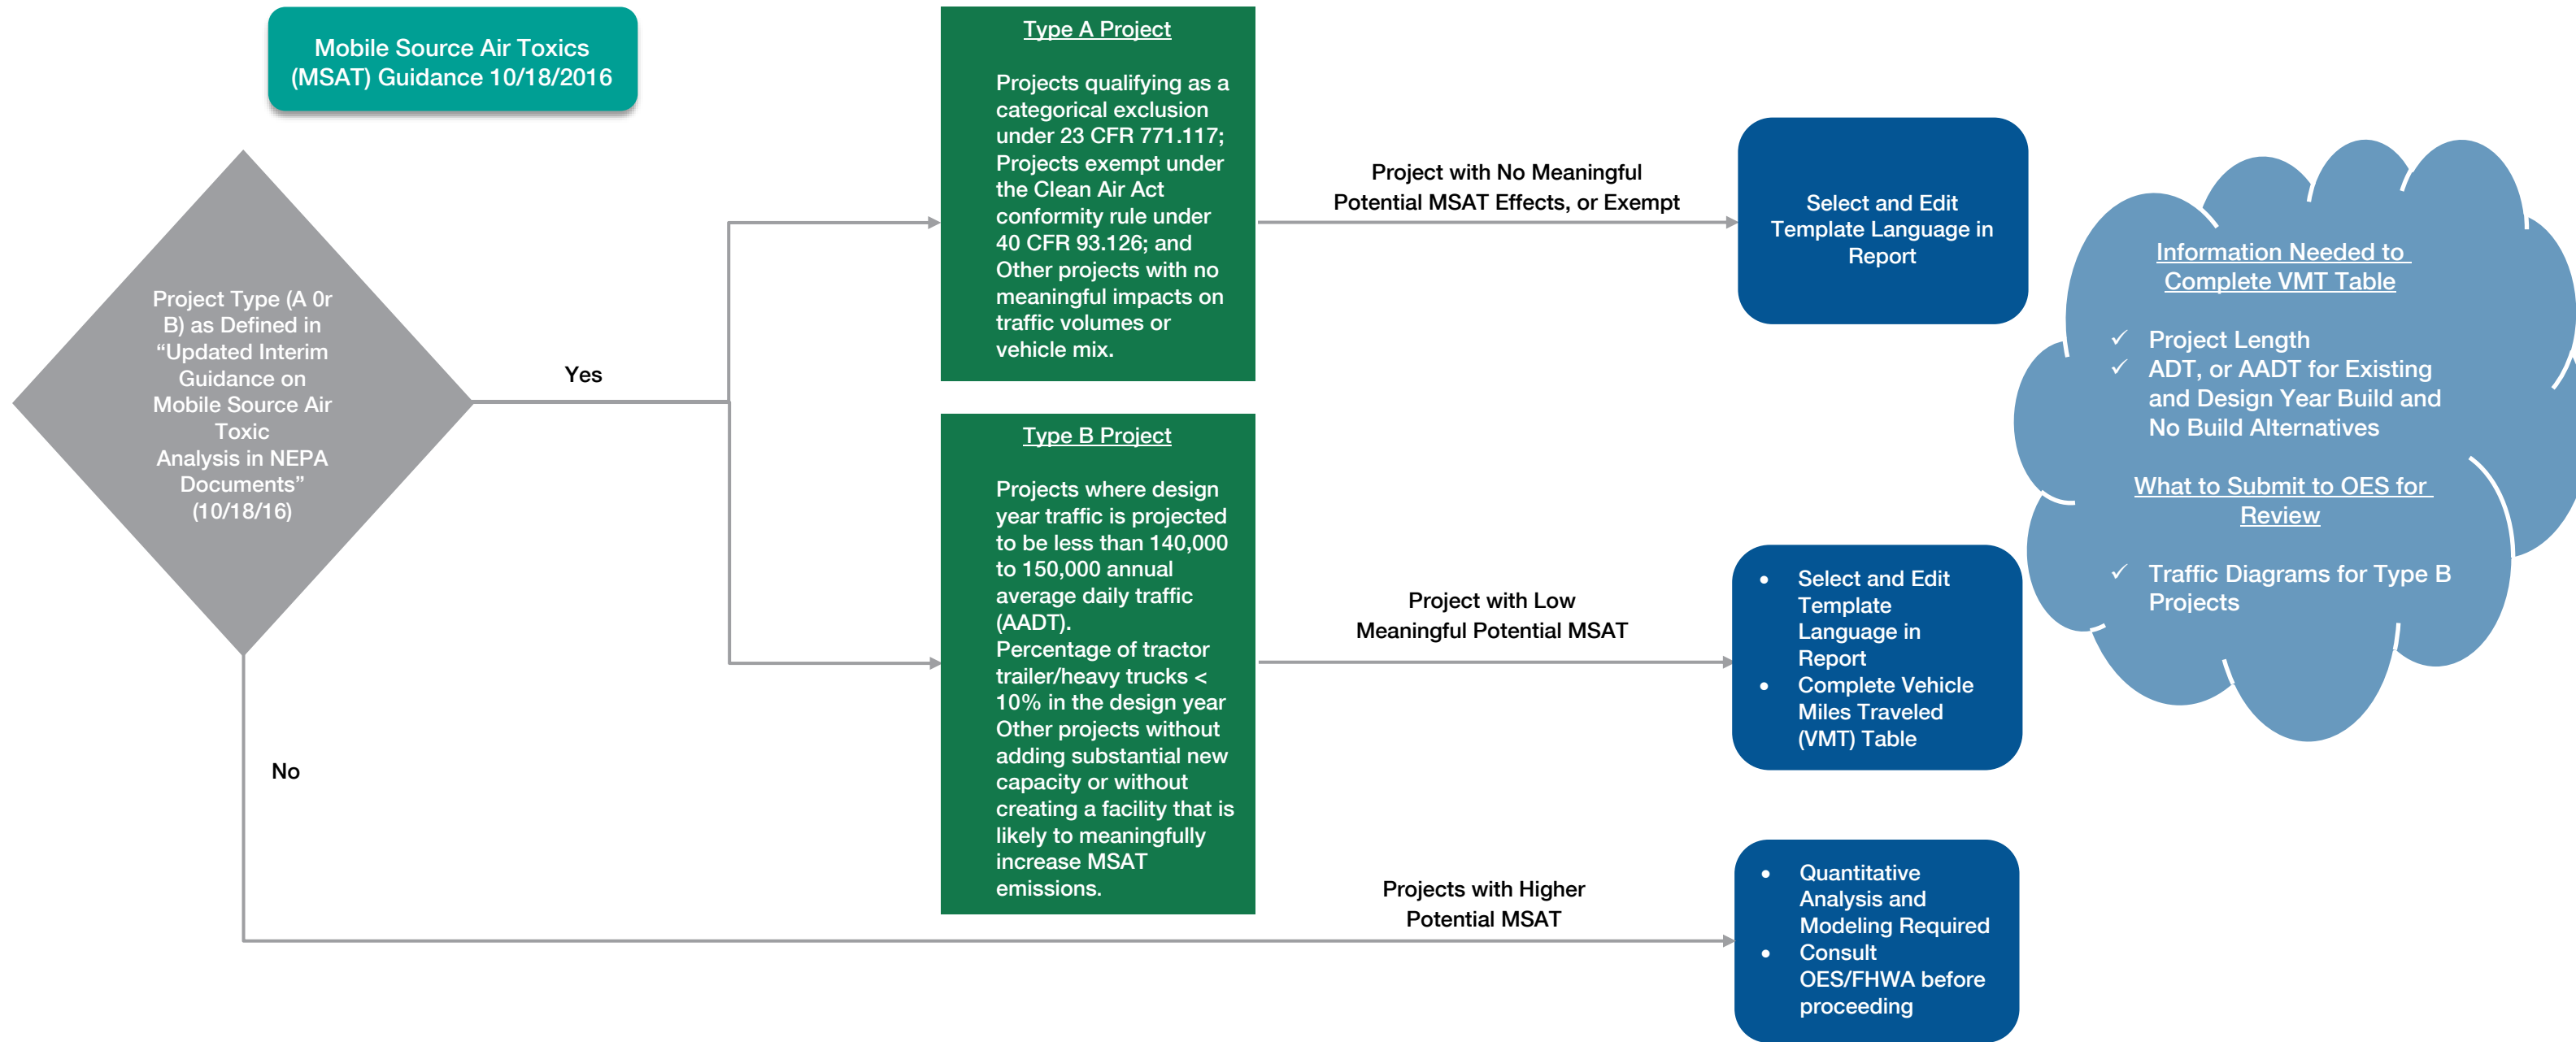 Mobile Source Air Toxics
(MSAT) Guidance 10/18/2016
Project Type (A 0r
B) as Defined in
“Updated Interim
Guidance on
Mobile Source Air
Toxic
Analysis in NEPA
Documents”
(10/18/16)
Yes
No
Type A Project
Projects qualifying as a
categorical exclusion
under 23 CFR 771.117;
Projects exempt under
the Clean Air Act
conformity rule under
40 CFR 93.126; and
Other projects with no
meaningful impacts on
traffic volumes or
vehicle mix.
Project with No Meaningful
Potential MSAT Effects, or Exempt
Select and Edit
Template Language in
Report
Type B Project
Projects where design
year traffic is projected
to be less than 140,000
to 150,000 annual
average daily traffic
(AADT).
Percentage of tractor
trailer/heavy trucks <
10% in the design year
Other projects without
adding substantial new
capacity or without
creating a facility that is
likely to meaningfully
increase MSAT
emissions.
Project with Low
Meaningful Potential MSAT
• Select and Edit
Template
Language in
Report
• Complete Vehicle
Miles Traveled
(VMT) Table
Projects with Higher
Potential MSAT
• Quantitative
Analysis and
Modeling Required
• Consult
OES/FHWA before
proceeding
Information Needed to
Complete VMT Table
✓ Project Length
✓ ADT, or AADT for Existing
and Design Year Build and
No Build Alternatives
What to Submit to OES for
Review
✓ Traffic Diagrams for Type B
Projects